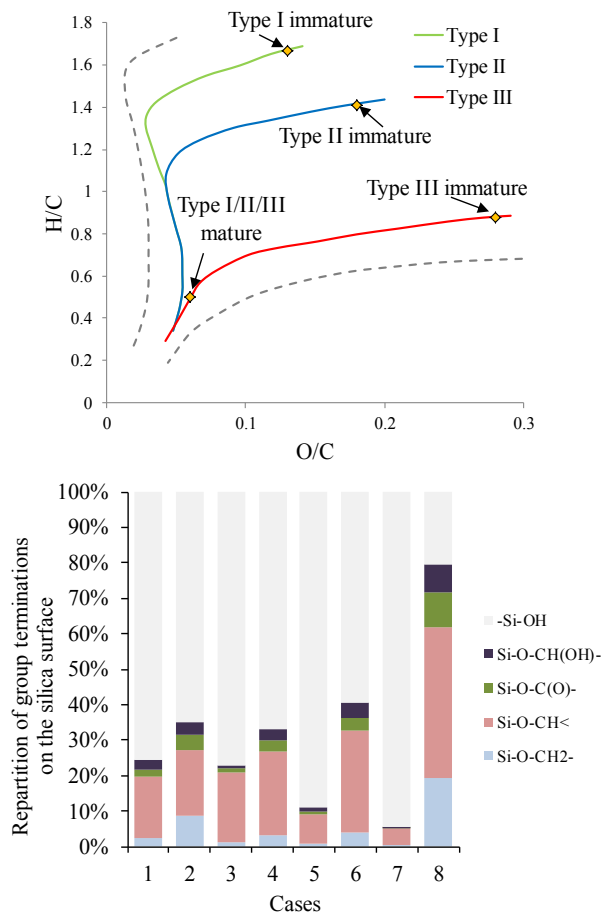 1.8
1.6
1.4
1.2
1
0.8
0.6
0.4
0.2
0
H/C
0
0.1
0.2
0.3
O/C
Type I immature
Type II immature
Type III immature
Type I/II/III
mature
Type I
Type II
Type III
100%
90%
80%
70%
60%
50%
40%
30%
20%
10%
0%
Repartition of group terminations
on the silica surface
1 2 3 4 5 6 7 8
Cases
-Si-OH
Si-O-CH(OH)-
Si-O-C(O)-
Si-O-CH<
Si-O-CH2-